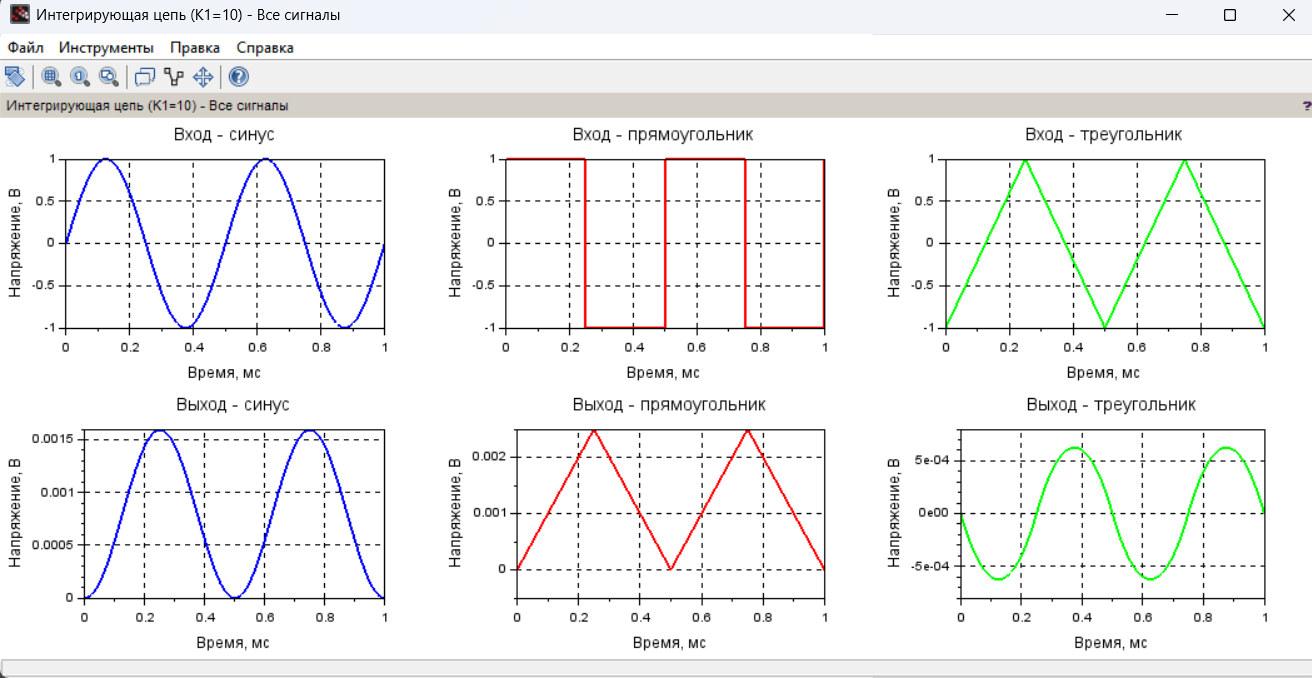 Интегрирующая цепь (K1=10) - Все сигналы
Файл Инструменты Правка Справка
Интегрирующая цепь (K1=10) - Все сигналы
?
Вход - синус
Напряжение, В
1
0.5
0
-0.5
-1
0 0.2 0.4 0.6 0.8 1
Время, мс
Вход - прямоугольник
Напряжение, В
1
0.5
0
-0.5
-1
0 0.2 0.4 0.6 0.8 1
Время, мс
Вход - треугольник
Напряжение, В
1
0.5
0
-0.5
-1
0 0.2 0.4 0.6 0.8 1
Время, мс
Выход - синус
Напряжение, В
0.0015
0.001
0.0005
0
0 0.2 0.4 0.6 0.8 1
Время, мс
Выход - прямоугольник
Напряжение, В
0.002
0.001
0
0 0.2 0.4 0.6 0.8 1
Время, мс
Выход - треугольник
Напряжение, В
5e-04
0e00
-5e-04
0 0.2 0.4 0.6 0.8 1
Время, мс